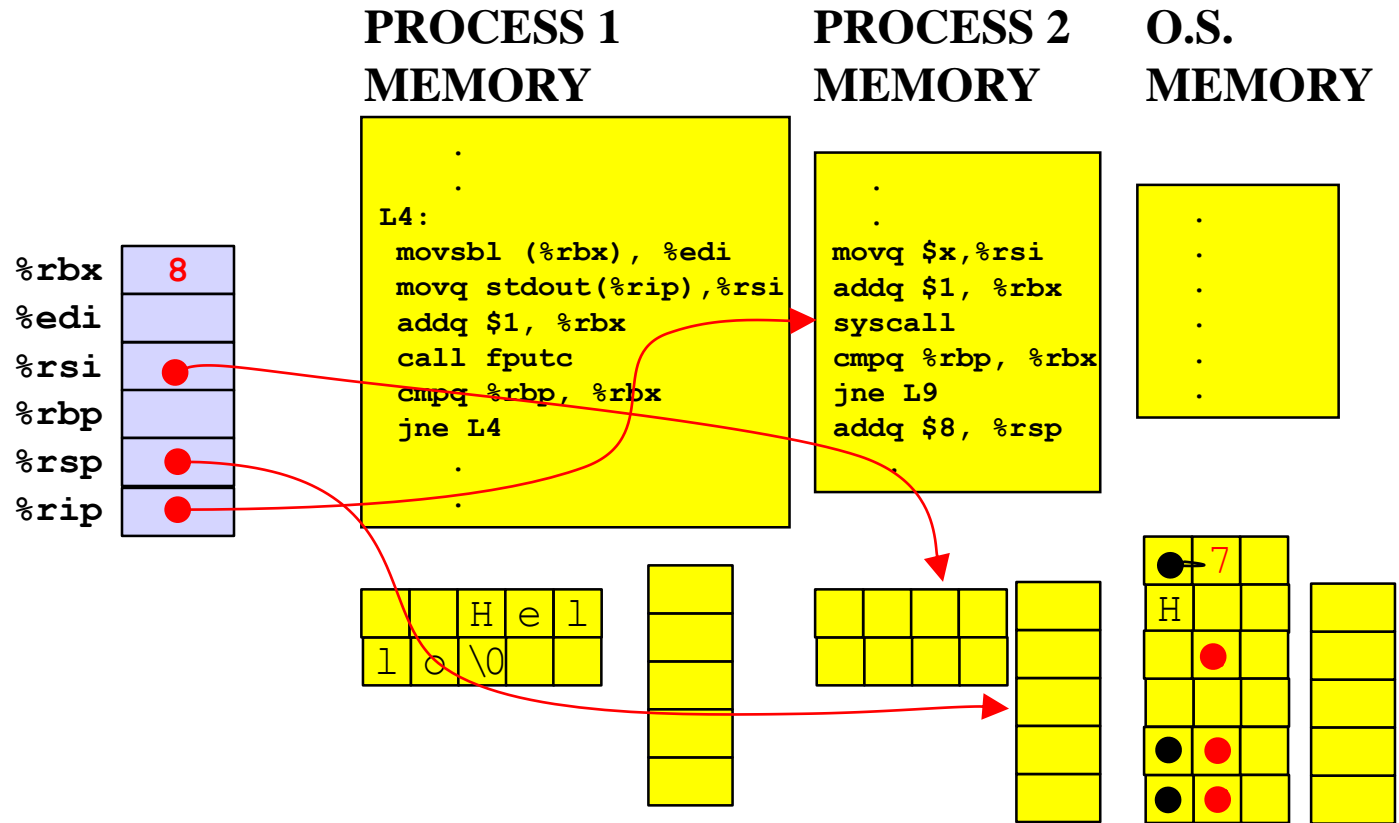 PROCESS 1
MEMORY
PROCESS 2
MEMORY
O.S.
MEMORY
%rbx 8
%edi
%rsi
%rbp
%rsp
%rip
.
.
L4:
movsbl (%rbx), %edi
movq stdout(%rip),%rsi
addq $1, %rbx
call fputc
cmpq %rbp, %rbx
jne L4
.
.
.
.
movq $x,%rsi
addq $1, %rbx
syscall
cmpq %rbp, %rbx
jne L9
addq $8, %rsp
.
.
.
.
.
.
.
H e l
l o \0
7
H